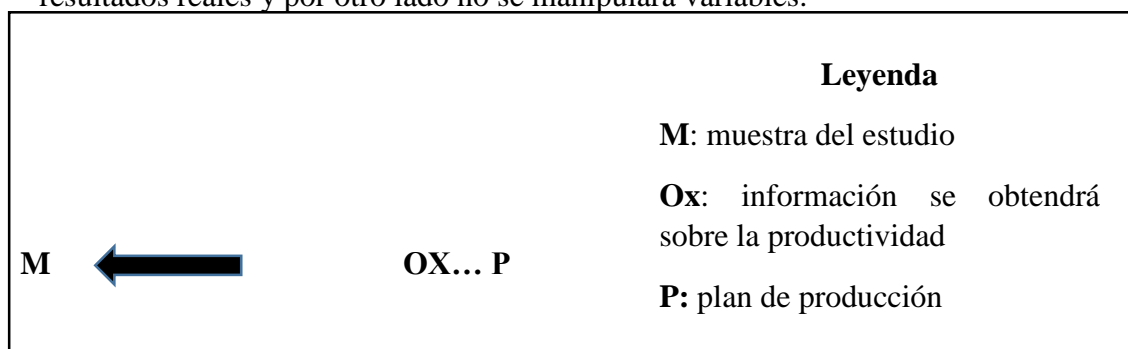 resultados reales y por otro lado no se manipulara variables.
Leyenda
M: muestra del estudio
Ox: información se obtendrá
sobre la productividad
M OX... P
P: plan de producción